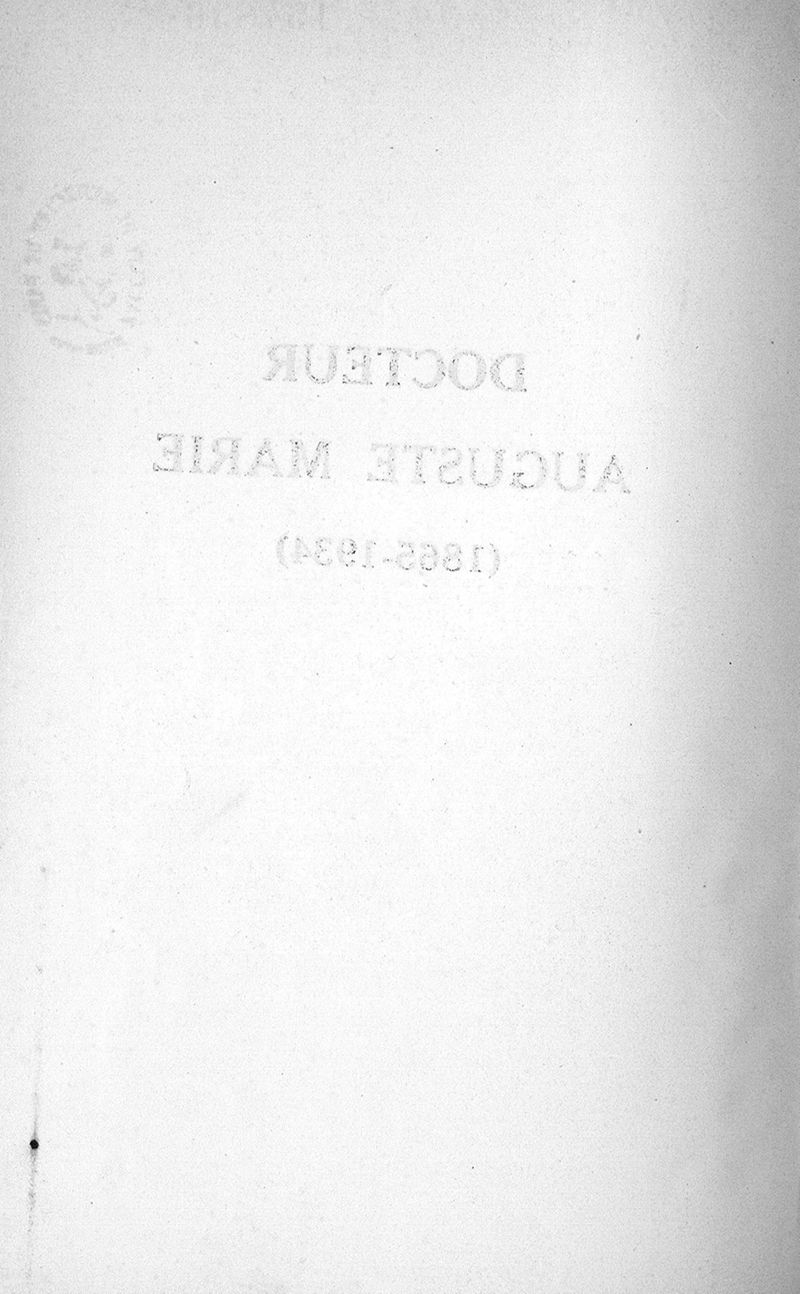 DOCTEUR
AUGUSTE MARIE
(1865-1934)